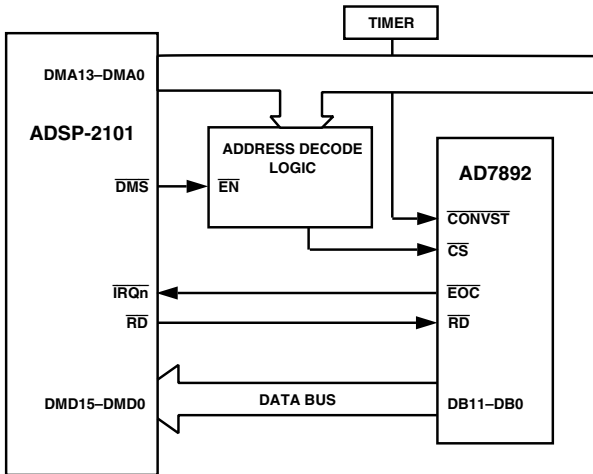 TIMER
DMA13–DMA0
ADSP-2101
ADDRESS DECODE
LOGIC
AD7892
DMS
EN
CONVST
CS
IRQn
EOC
RD
RD
DMD15–DMD0
DATA BUS
DB11–DB0